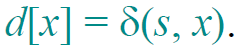 d[x] = δ(s, x).